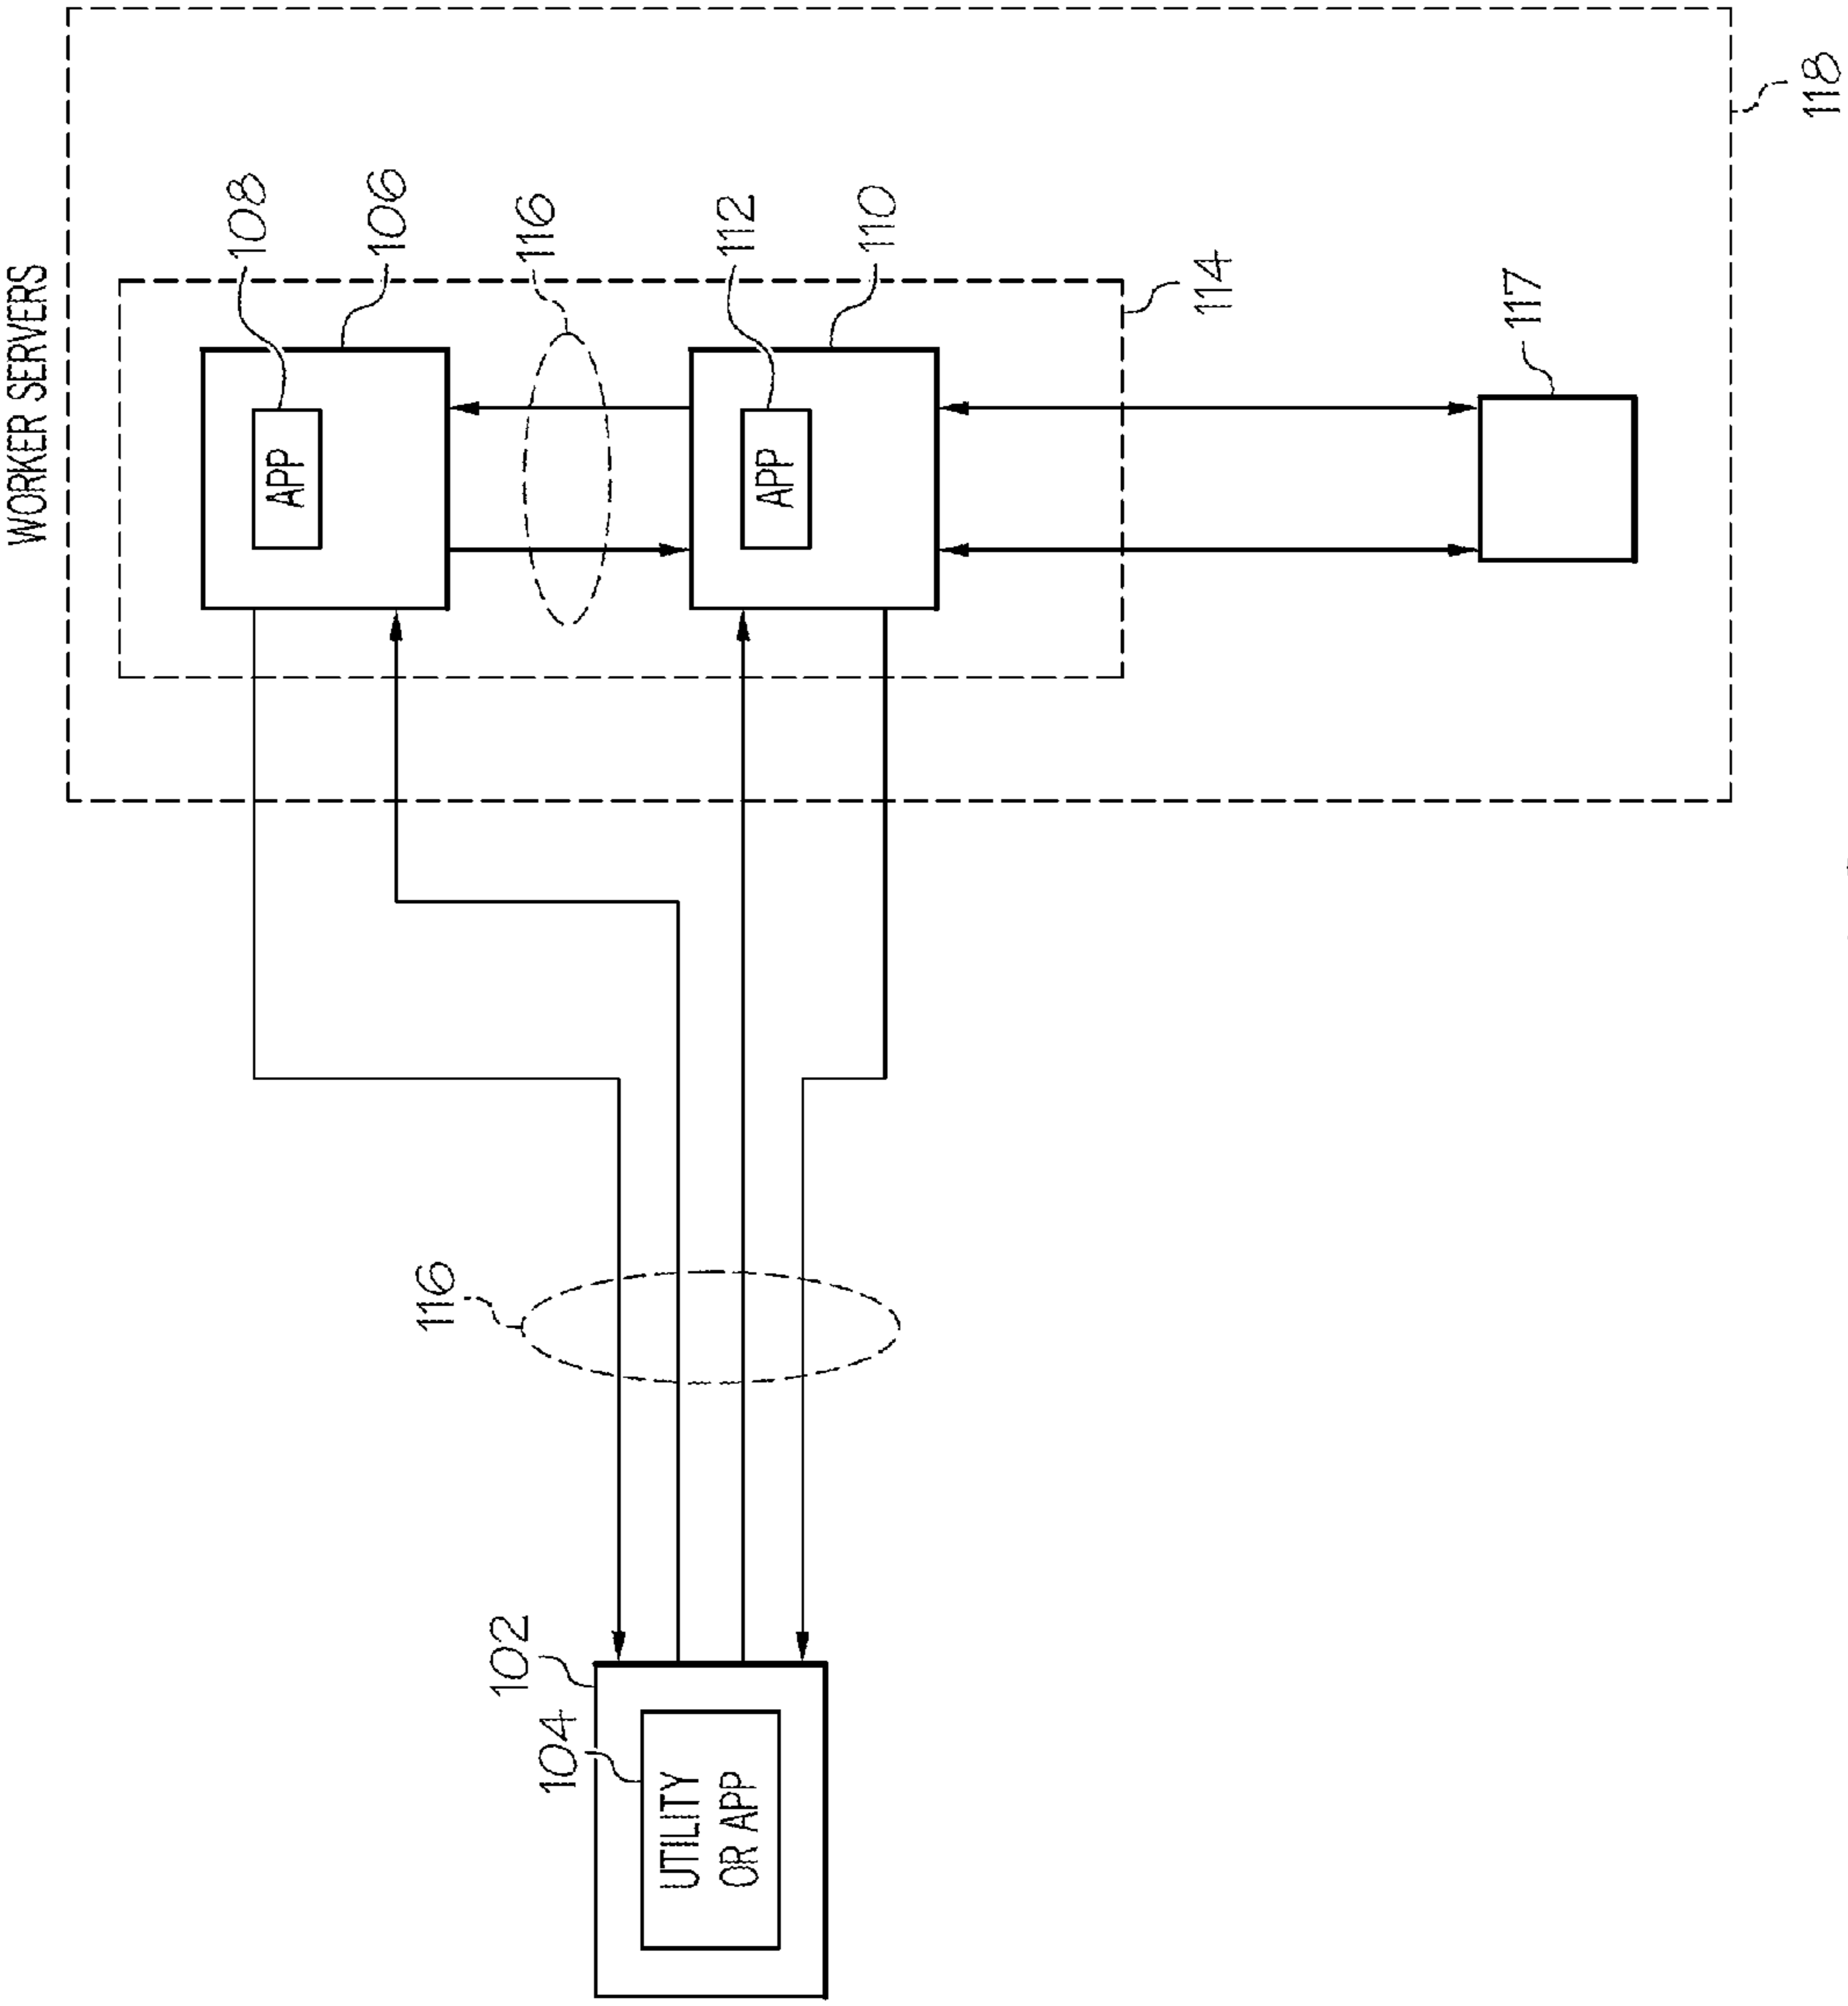 WORKER SERVERS
108
106
116
112
110
114
117
118
APP
APP
116
102
104
UTILITY
OR APP